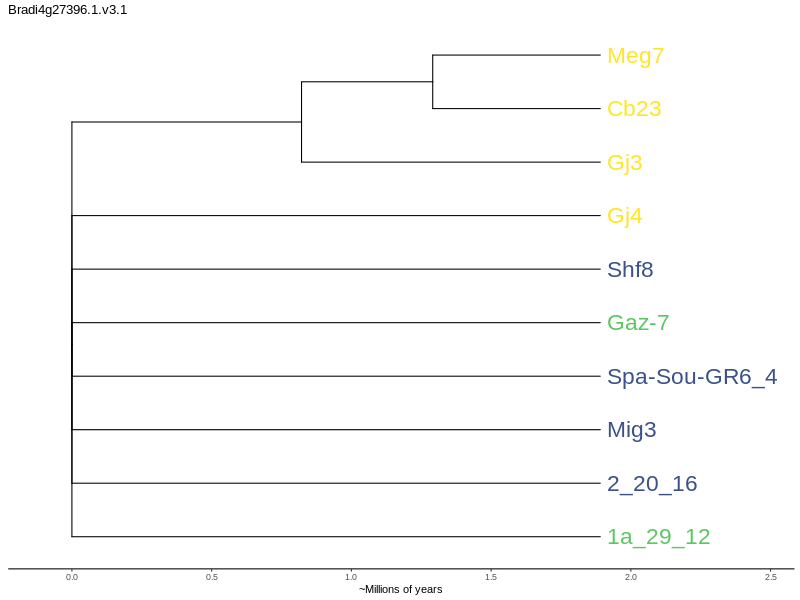 Bradi4g27396.1.v3.1
Meg7
Cb23
Gj3
Gj4
Shf8
Gaz-7
Spa-Sou-GR6_4
Mig3
2_20_16
1a_29_12
0.0 0.5 1.0 1.5 2.0 2.5
~Millions of years